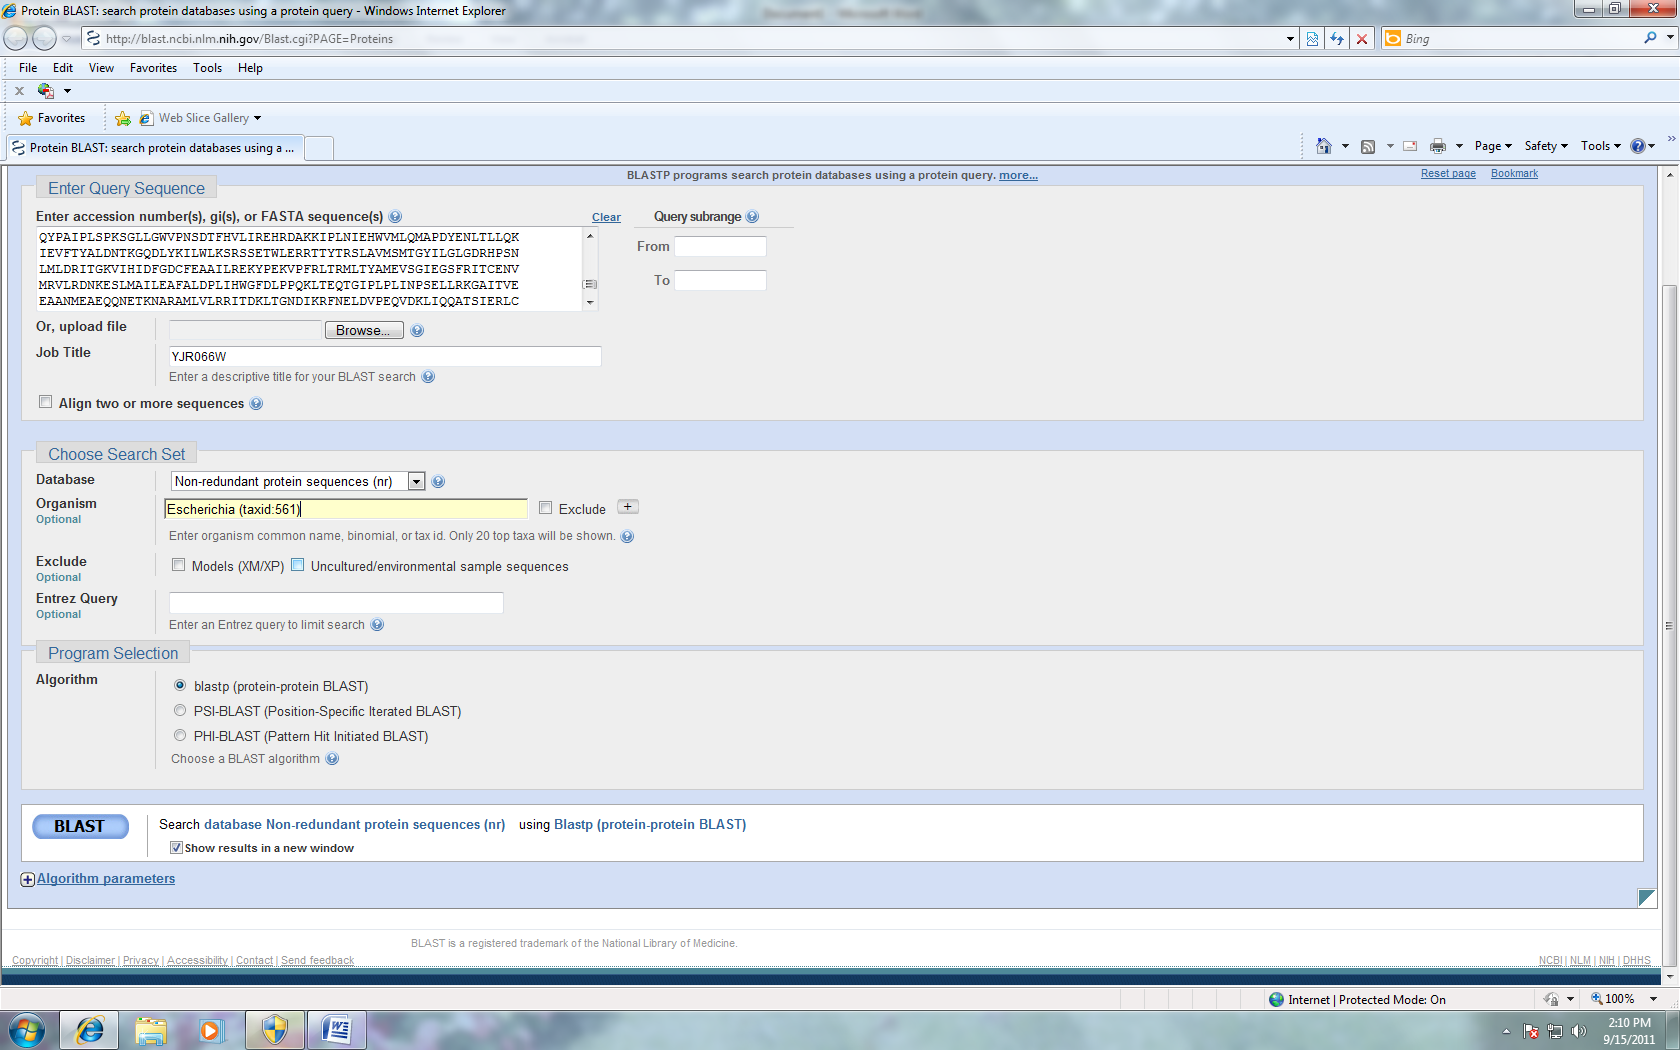 Protein BLAST: search protein databases using a protein query - Windows Internet Explorer
http://blast.ncbi.nlm.nih.gov/Blast.cgi?PAGE=Proteins
Bing
File Edit View Favorites Tools Help
x
Favorites Web Slice Gallery
Protein BLAST: search protein databases using a ... Page Safety Tools
BLASTP programs search protein databases using a protein query. more... Reset page Bookmark
Enter Query Sequence
Enter accession number(s), gi(s), or FASTA sequence(s) Clear Query subrange
QYPAIPLSPKSGLLGWVPNSDTFHVLIREHRDAKKIPLNIEHWVMLQMAPDYENLTLLQK
IEVFTYALDNTKGQDLYKILWLKSRSSETWLERRTTYTRSLAVMSMTGYILGLGDRHPSN
LMLDRITGKVIHIDFGDCFEAAILREKYPEKVPFRLTRMLTYAMEVSGIEGSFRITCENV
MRVLRDNKESLMAILEAFALDPLIHWGFDLPPQKLTEQTGIPLPLINPSELLRKGAITVE
EAANMEAEQQNETKNARAMLVLRRITDKLTGNDIKRFNELDVPEQVDKLIQQATSIERLC
From
To
Or, upload file Browse...
Job Title YJR066W
Enter a descriptive title for your BLAST search
Align two or more sequences
Choose Search Set
Database Non-redundant protein sequences (nr)
Organism
Optional
Escherichia (taxid:561) Exclude +
Enter organism common name, binomial, or tax id. Only 20 top taxa will be shown.
Exclude
Optional
Models (XM/XP) Uncultured/environmental sample sequences
Entrez Query
Optional
Enter an Entrez query to limit search
Program Selection
Algorithm
blastp (protein-protein BLAST)
PSI-BLAST (Position-Specific Iterated BLAST)
PHI-BLAST (Pattern Hit Initiated BLAST)
Choose a BLAST algorithm
BLAST Search database Non-redundant protein sequences (nr) using Blastp (protein-protein BLAST)
Show results in a new window
Algorithm parameters
BLAST is a registered trademark of the National Library of Medicine.
Copyright | Disclaimer | Privacy | Accessibility | Contact | Send feedback NCBI | NLM | NIH | DHHS
Internet | Protected Mode: On 100%
2:10 PM
9/15/2011